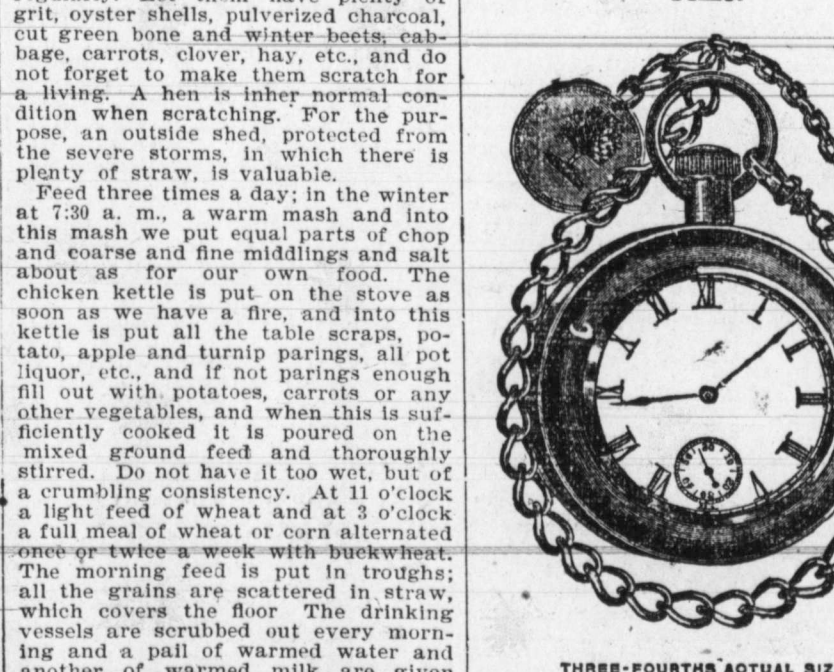 grit, oyster shells, pulverized charcoal,
cut green bone and winter beets, cab-
bage, carrots, clover, hay, etc., and do
not forget to make them scratch for
a living. A hen is inher normal con-
dition when scratching. For the pur-
pose, an outside shed, protected from
the severe storms, in which there is
plenty of straw, is valuable.
Feed three times a day; in the winter
at 7:30 a. m., a warm mash and into
this mash we put equal parts of chop
and coarse and fine middlings and salt
about as for our own food. The
chicken kettle is put on the stove as
soon as we have a fire, and into this
kettle is put all the table scraps, po-
tato, apple and turnip parings, all pot
liquor, etc., and if not parings enough
fill out with potatoes, carrots or any
other vegetables, and when this is suf-
ficiently cooked it is poured on the
mixed ground feed and thoroughly
stirred. Do not have it too wet, but of
a crumbling consistency. At 11 o'clock
a light feed of wheat and at 3 o'clock
a full meal of wheat or corn alternated
once or twice a week with buckwheat.
The morning feed is put in troughs;
all the grains are scattered in straw,
which covers the floor The drinking
vessels are scrubbed out every morn-
ing and a pail of warmed water and
another of warmed milk are given
XII
I
X
THREE-FOURTHS ACTUAL SIZ